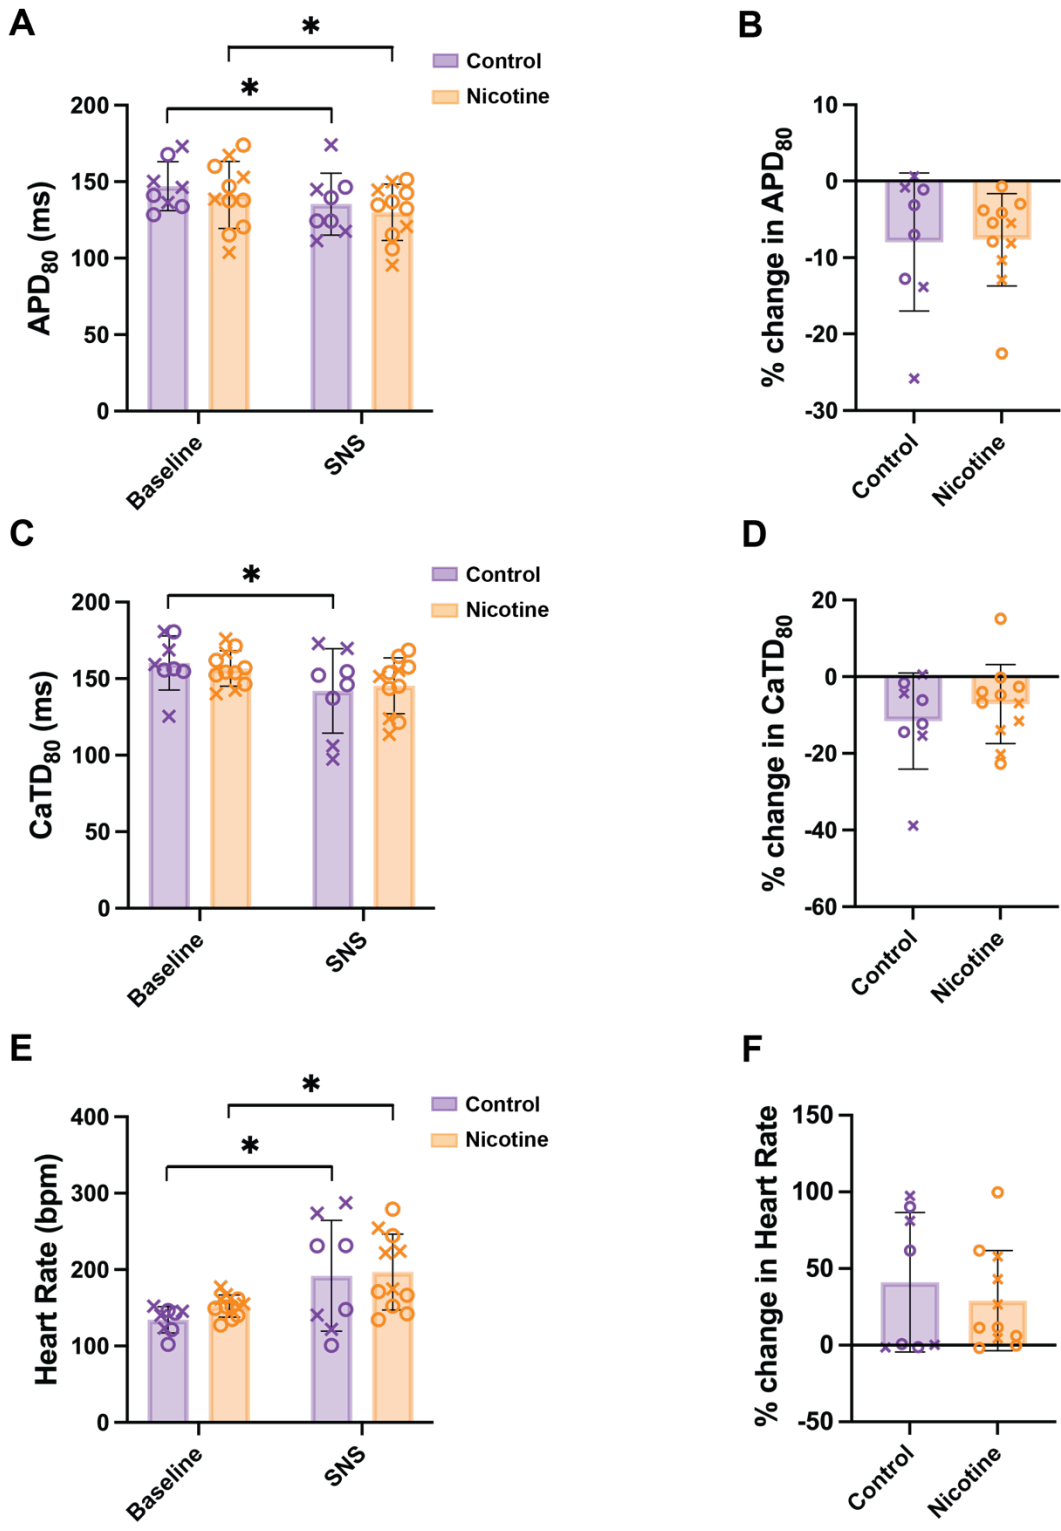 A
*
*
Control
Nicotine
200
150
100
50
0
APD80 (ms)
Baseline
SNS
B
10
0
-10
-20
-30
% change in APD80
Control
Nicotine
C
*
Control
Nicotine
200
150
100
50
0
CaTD80 (ms)
Baseline
SNS
D
20
0
-20
-40
-60
% change in CaTD80
Control
Nicotine
E
*
*
Control
Nicotine
400
300
200
100
0
Heart Rate (bpm)
Baseline
SNS
F
150
100
50
0
-50
% change in Heart Rate
Control
Nicotine